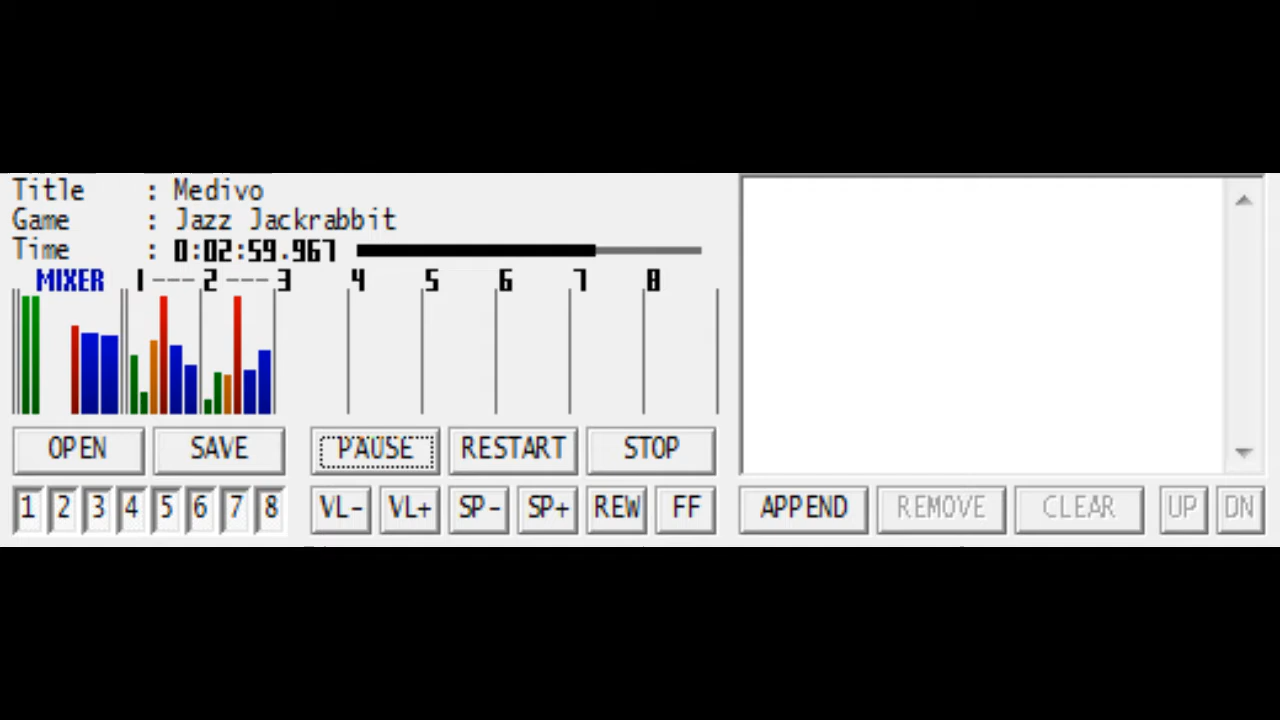 Title : Medivo
Game : Jazz Jackrabbit
Time : 0:02:59.967
MIXER 1 --- 2 --- 3 4 5 6 7 8
OPEN SAVE PAUSE RESTART STOP
1 2 3 4 5 6 7 8 VL- VL+ SP- SP+ REW FF APPEND REMOVE CLEAR UP DN